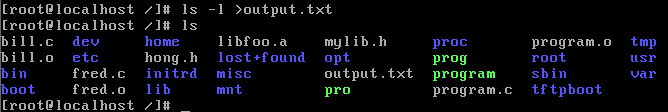 [root@localhost /]# ls -l >output.txt
[root@localhost /]# ls
bill.c  dev  home  libfoo.a  mylib.h  proc  program.o  tmp
bill.o  etc  hong.h  lost+found  opt  prog  root  usr
bin  fred.c  initrd  misc  output.txt  program  sbin  var
boot  fred.o  lib  mnt  pro  program.c  tftpboot
[root@localhost /]# _